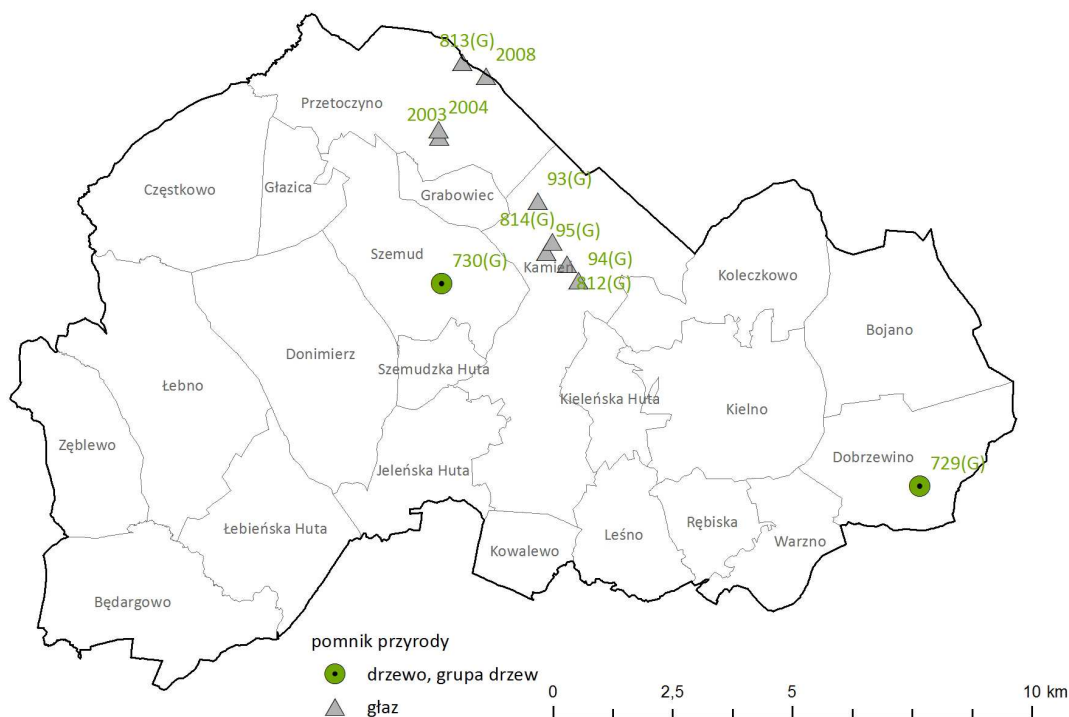 813(G)
2008
Przetoczyno
2003
2004
Częstkowo
Głazica
Grabowiec
93(G)
814(G)
95(G)
Szemud
730(G)
Kamień
94(G)
812(G)
Koleczkowo
Bojano
Donimierz
Szemudzka Huta
Łebno
Kieleńska Huta
Kielno
Zęblewo
Jeleńska Huta
Dobrzewino
729(G)
Łebieńska Huta
Kowalewo
Leśno
Rębiska
Warzno
Będargowo
pomnik przyrody
drzewo, grupa drzew
głaz
0 2,5 5 10 km